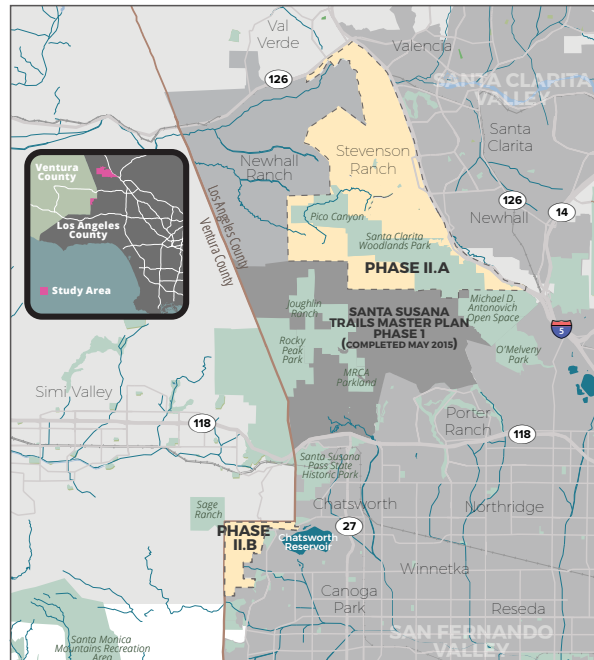 Val
Verde
Valencia
126
SANTA CLARITA
VALLEY
Santa
Clarita
Stevenson
Ranch
Newhall
Ranch
Ventura
County
Los Angeles
County
Study Area
Los Angeles County
Ventura County
126
14
Newhall
Pico Canyon
Santa Clarita
Woodlands Park
PHASE II.A
Michael D.
Antonovich
Open Space
5
Joughlin
Ranch
SANTA SUSANA
TRAILS MASTER PLAN
PHASE 1
(COMPLETED MAY 2015)
Rocky
Peak
Park
O'Melveny
Park
MRCA
Parkland
Simi Valley
118
Porter
Ranch
118
Santa Susana
Pass State
Historic Park
Chatsworth
Northridge
Sage
Ranch
27
PHASE
II.B
Chatsworth
Reservoir
Winnetka
Canoga
Park
Reseda
SAN FERNANDO
VALLEY
Santa Monica
Mountains Recreation
Area